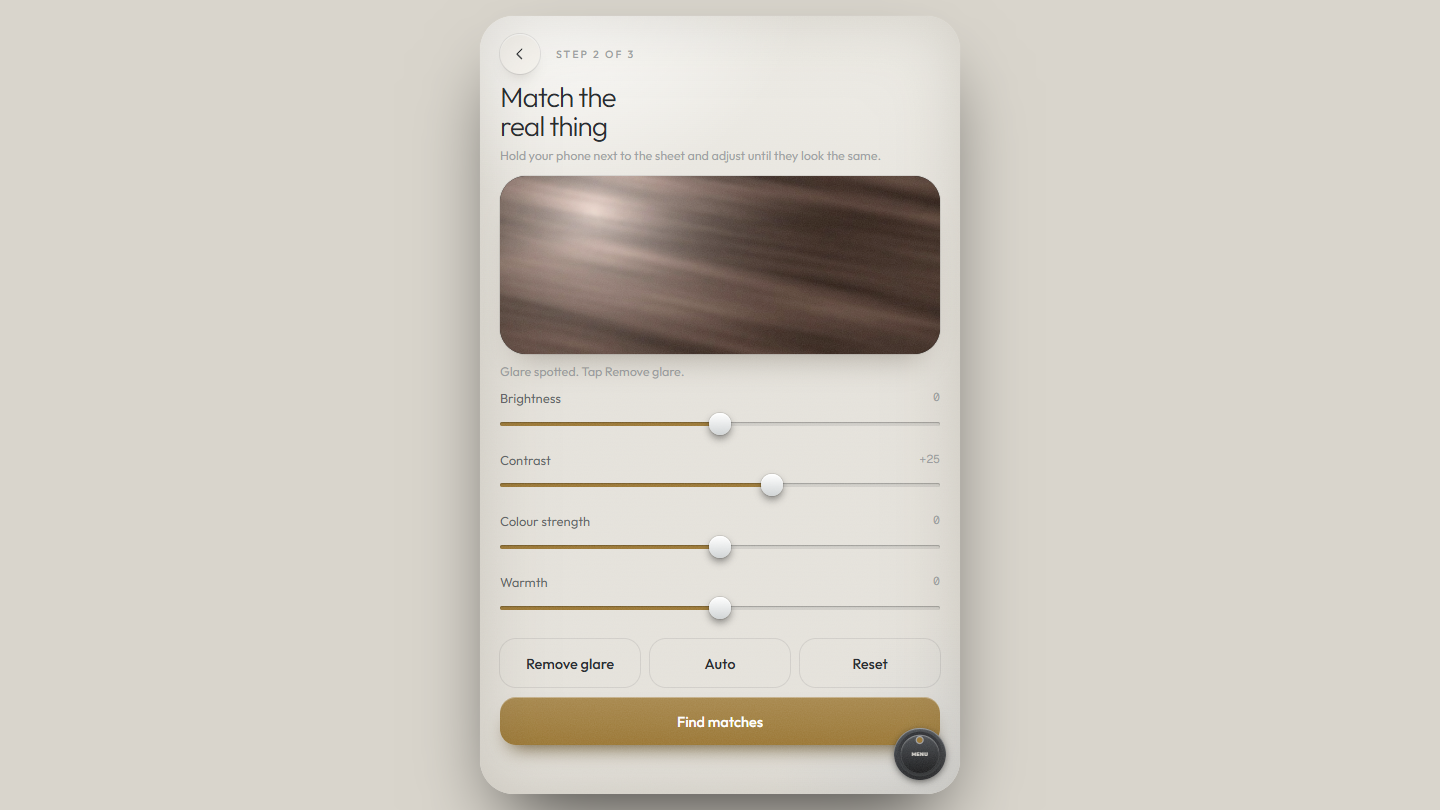 STEP 2 OF 3
Match the
real thing
Hold your phone next to the sheet and adjust until they look the same.
Glare spotted. Tap Remove glare.
Brightness 0
Contrast +25
Colour strength 0
Warmth 0
Remove glare Auto Reset
Find matches
MENU